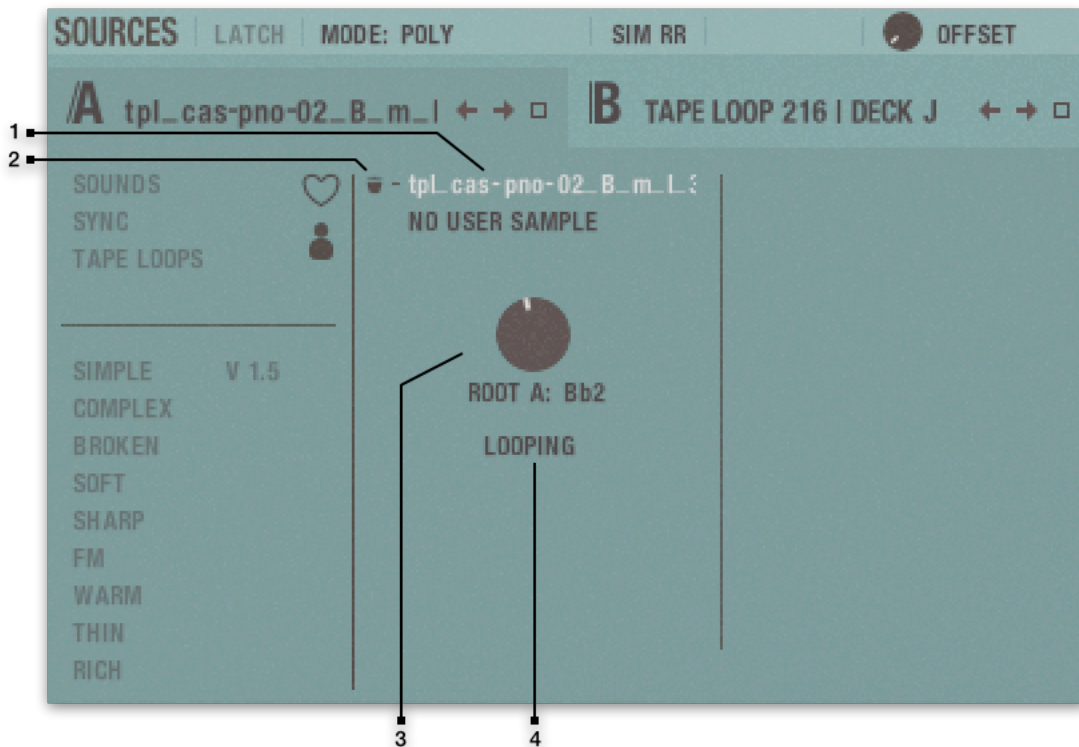 SOURCES LATCH MODE: POLY SIM RR OFFSET
A tpl_cas-pno-02_B_m_l B TAPE LOOP 216 | DECK J
1
2
SOUNDS
SYNC
TAPE LOOPS
- tpl_cas-pno-02_B_m_l_3
NO USER SAMPLE
ROOT A: Bb2
LOOPING
SIMPLE V 1.5
COMPLEX
BROKEN
SOFT
SHARP
FM
WARM
THIN
RICH
3 4